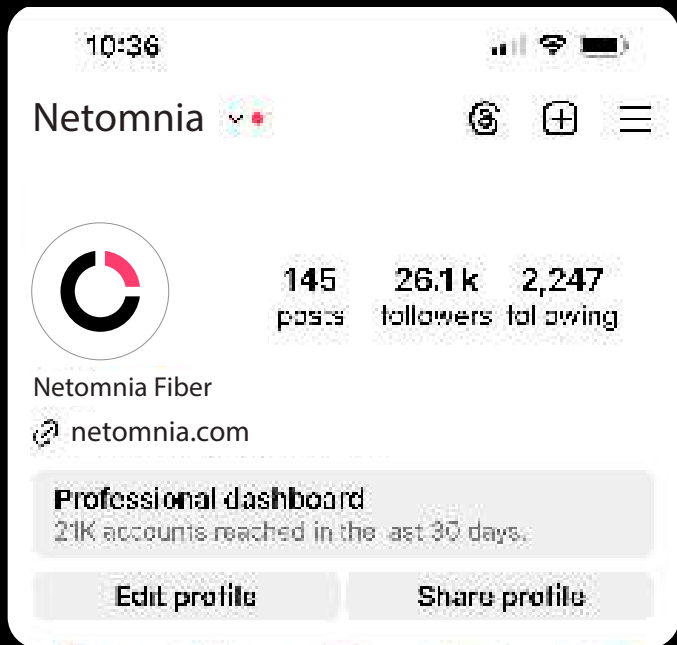 10:36
Netomnia
145 26.1k 2,247
posts followers following
Netomnia Fiber
netomnia.com
Professional dashboard
21K accounts reached in the last 30 days.
Edit profile Share profile